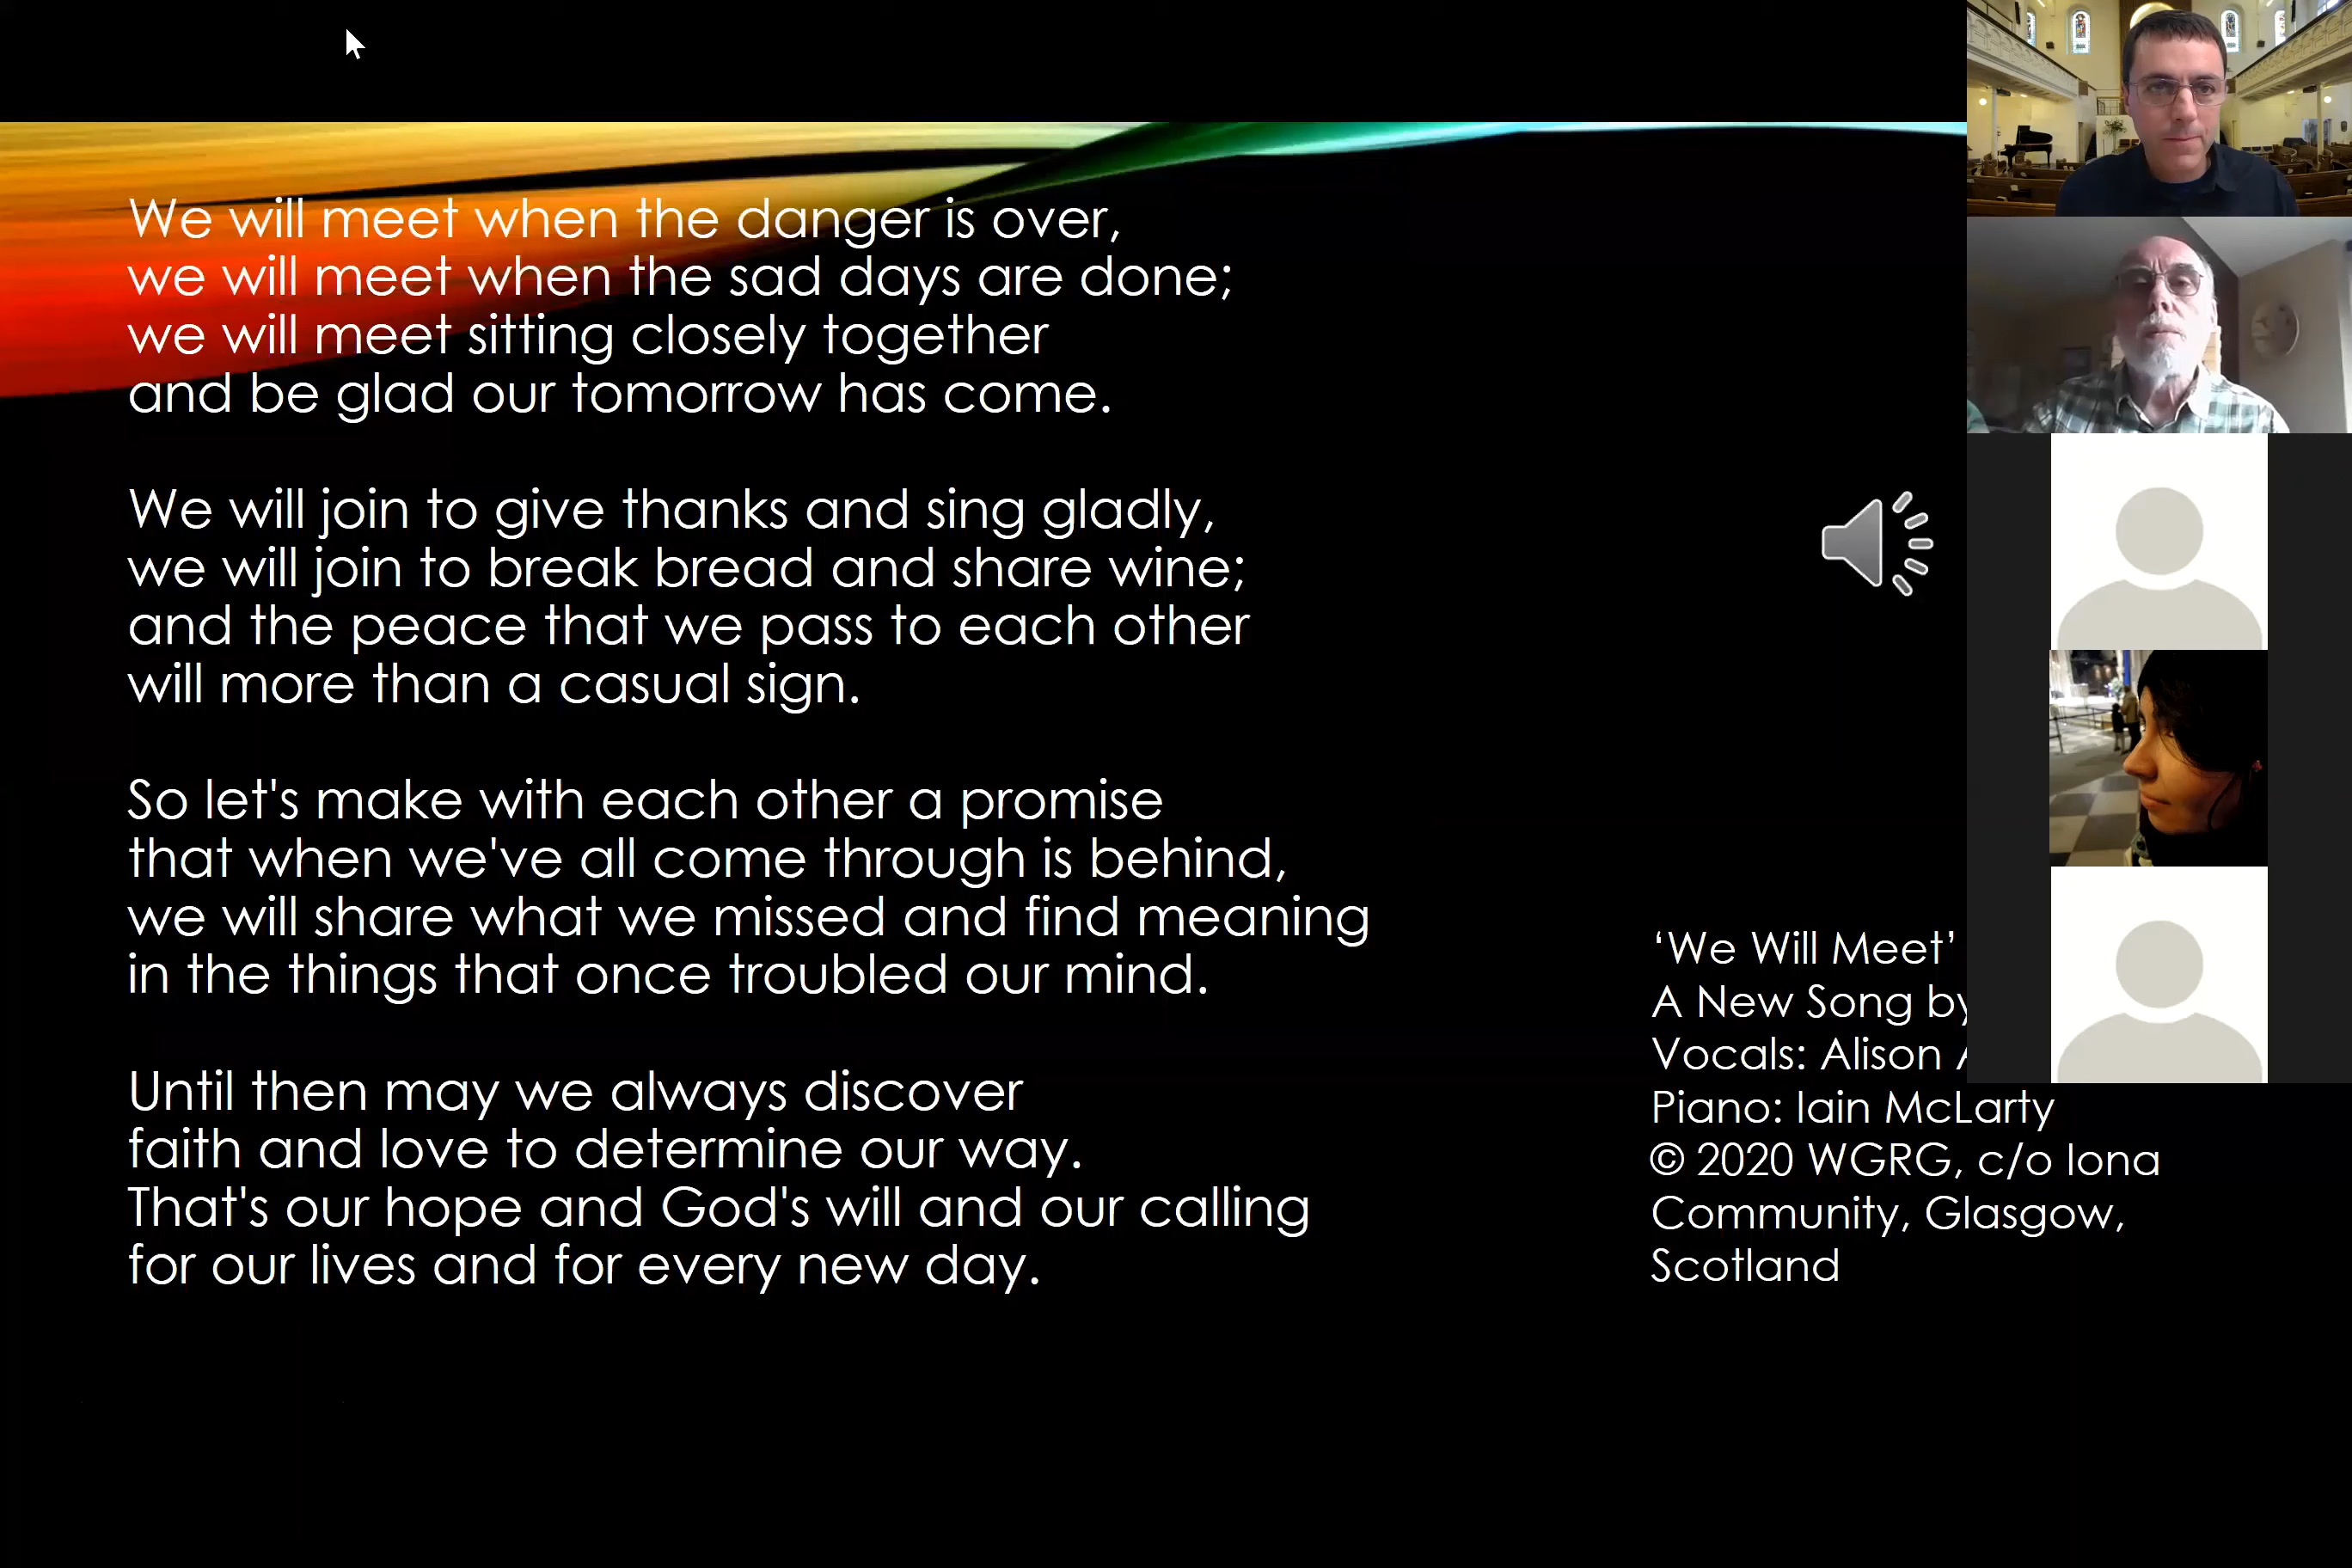 We will meet when the danger is over,
we will meet when the sad days are done;
we will meet sitting closely together
and be glad our tomorrow has come.
We will join to give thanks and sing gladly,
we will join to break bread and share wine;
and the peace that we pass to each other
will more than a casual sign.
So let's make with each other a promise
that when we've all come through is behind,
we will share what we missed and find meaning
in the things that once troubled our mind.
Until then may we always discover
faith and love to determine our way.
That's our hope and God's will and our calling
for our lives and for every new day.
‘We Will Meet’
A New Song by
Vocals: Alison
Piano: Iain McLarty
© 2020 WGRG, c/o Iona
Community, Glasgow,
Scotland